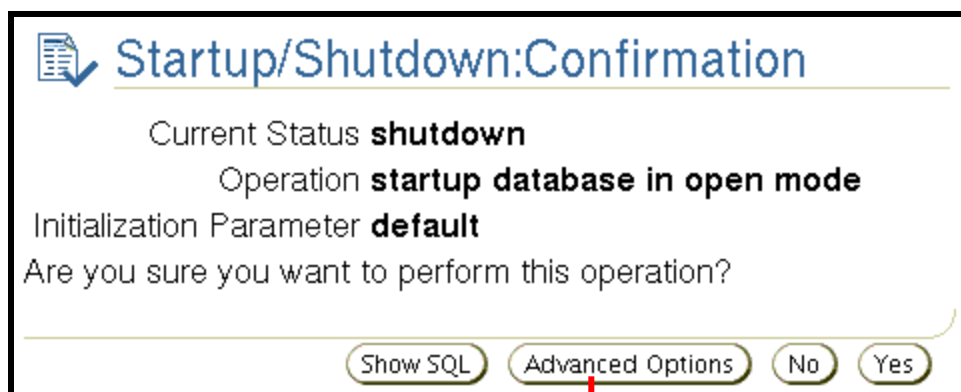 Startup/Shutdown:Confirmation
Current Status shutdown
Operation startup database in open mode
Initialization Parameter default
Are you sure you want to perform this operation?
Show SQL Advanced Options No Yes